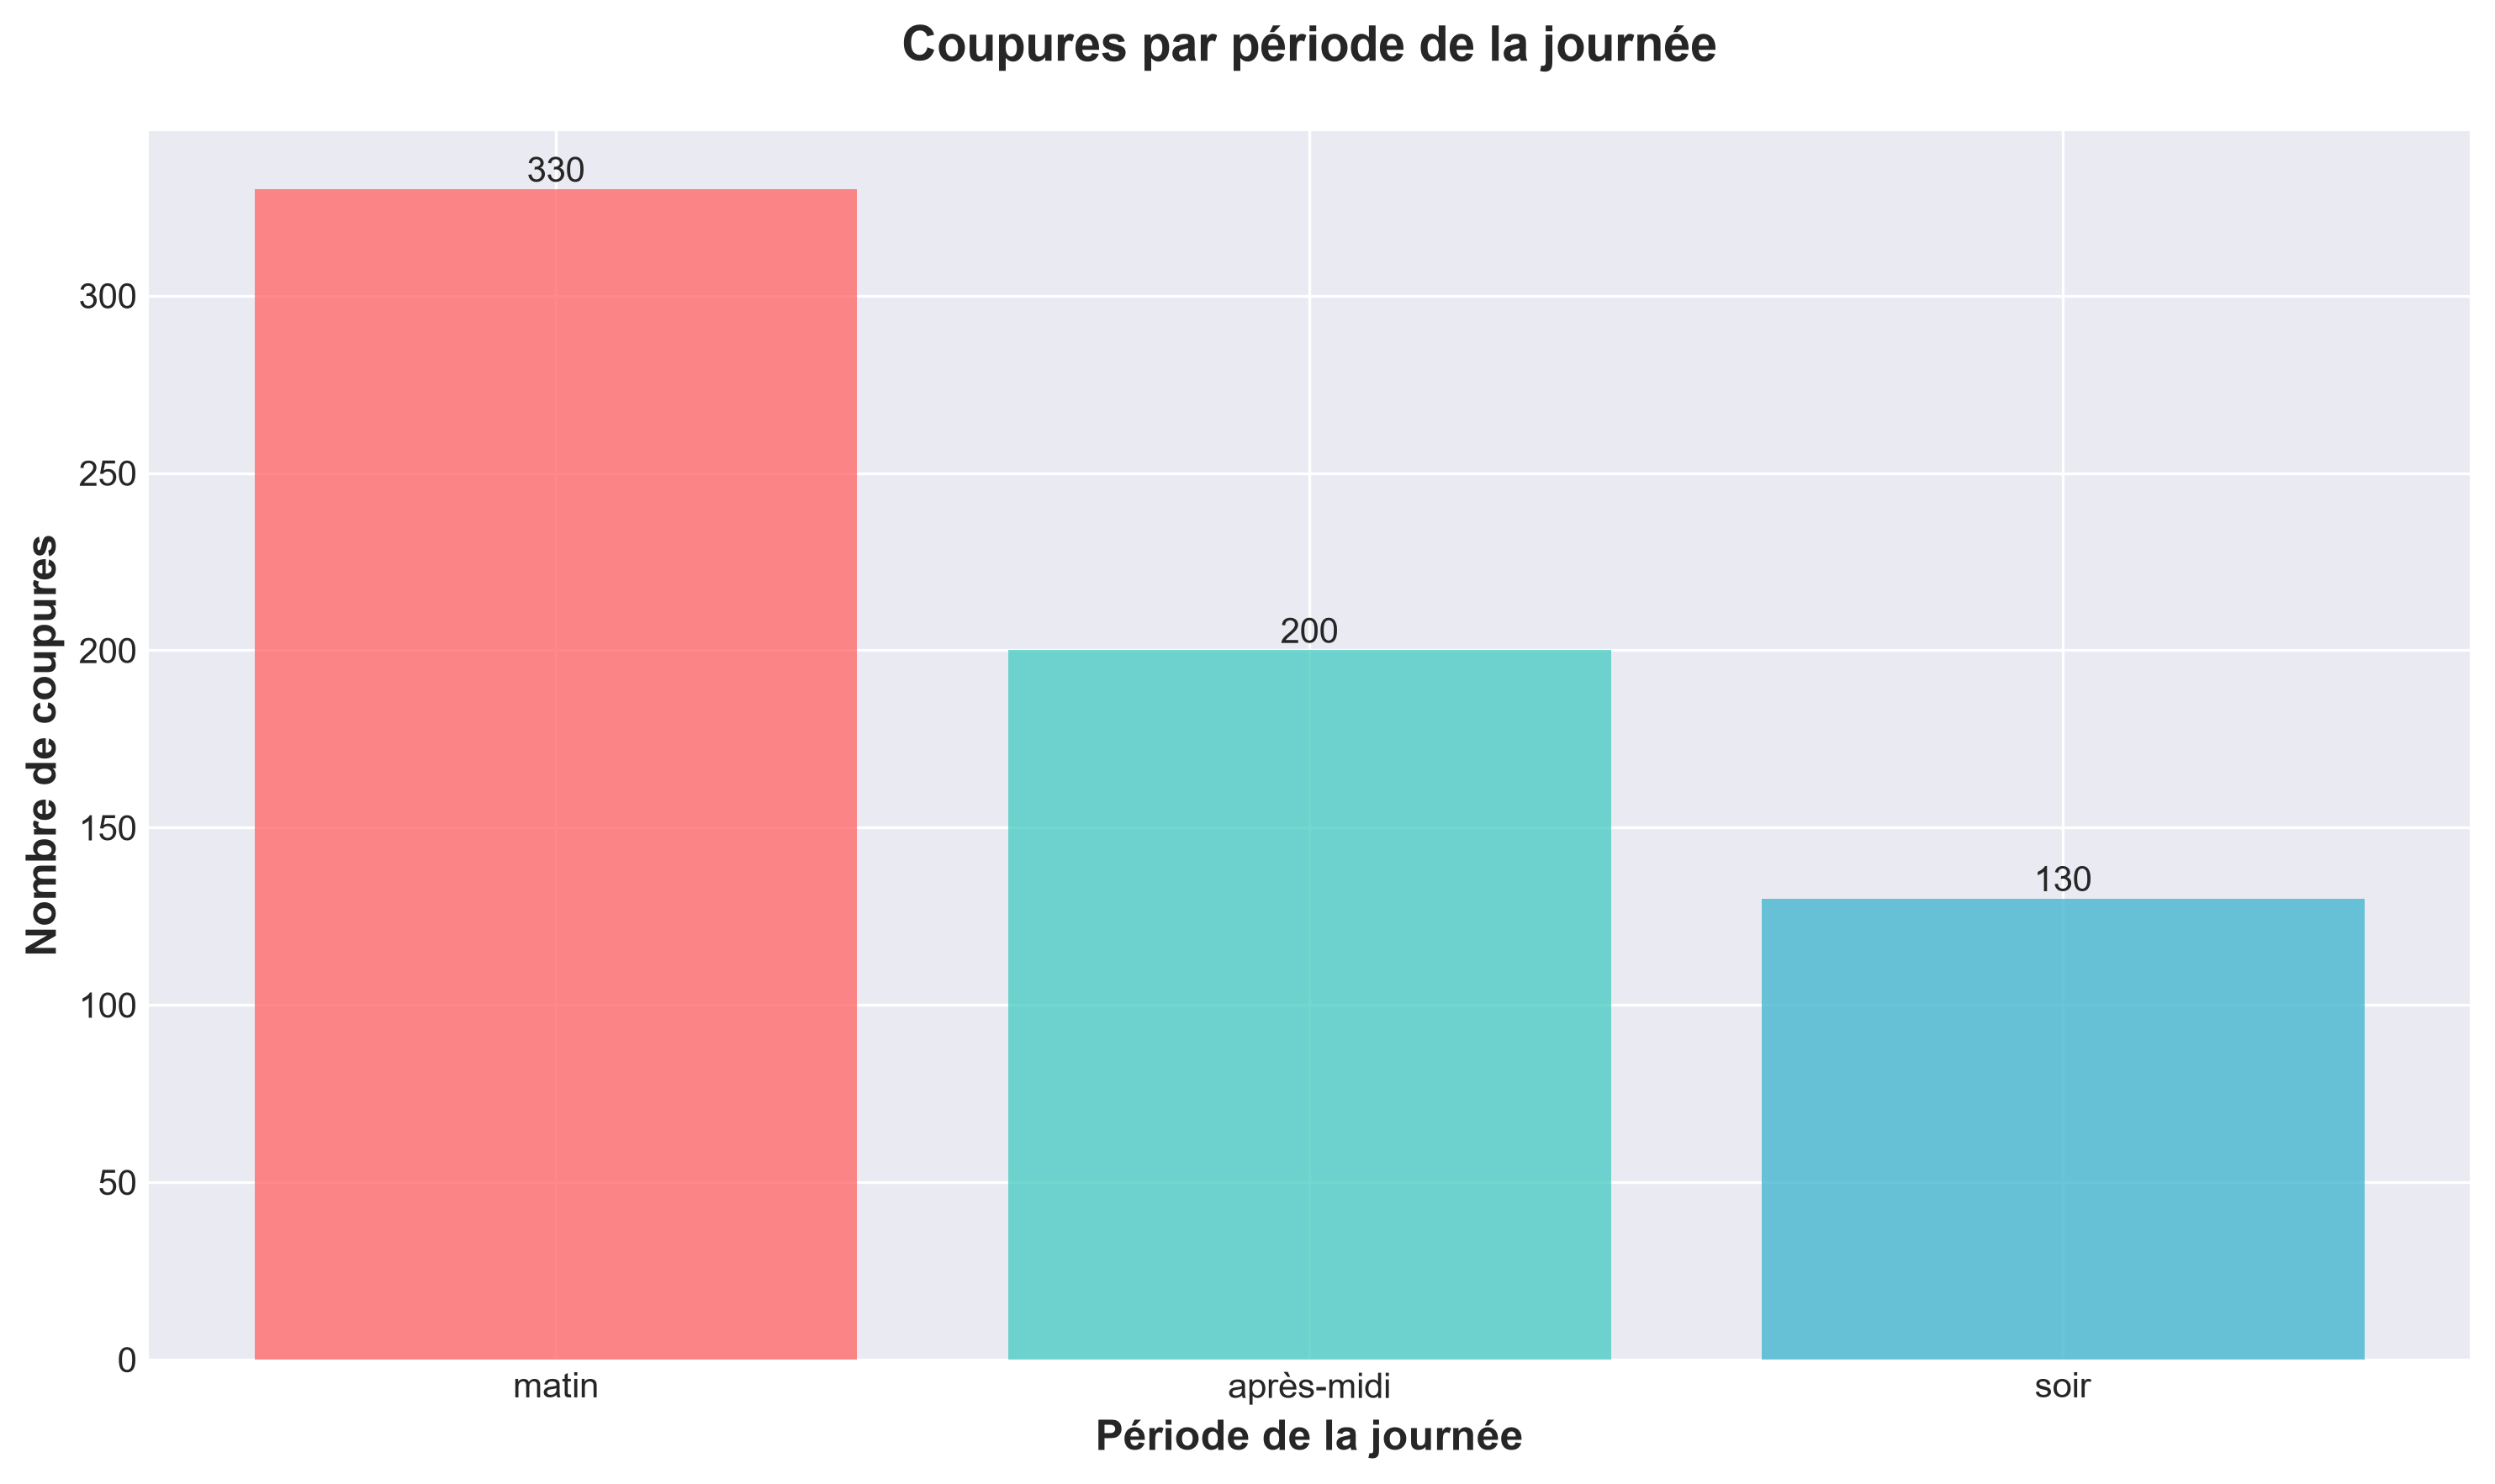 Coupures par période de la journée
Nombre de coupures
330
300
250
200
200
150
130
100
50
0
matin
après-midi
soir
Période de la journée